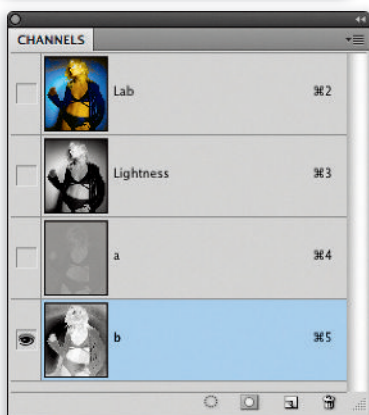 CHANNELS
Lab ⌘2
Lightness ⌘3
a ⌘4
b ⌘5